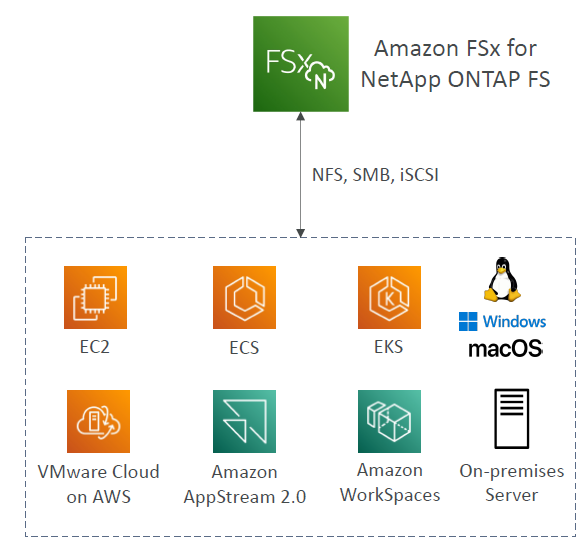 FSx
N
Amazon FSx for
NetApp ONTAP FS
NFS, SMB, iSCSI
EC2
ECS
K
EKS
Windows
macOS
VMware Cloud
on AWS
Amazon
AppStream 2.0
Amazon
WorkSpaces
On-premises
Server